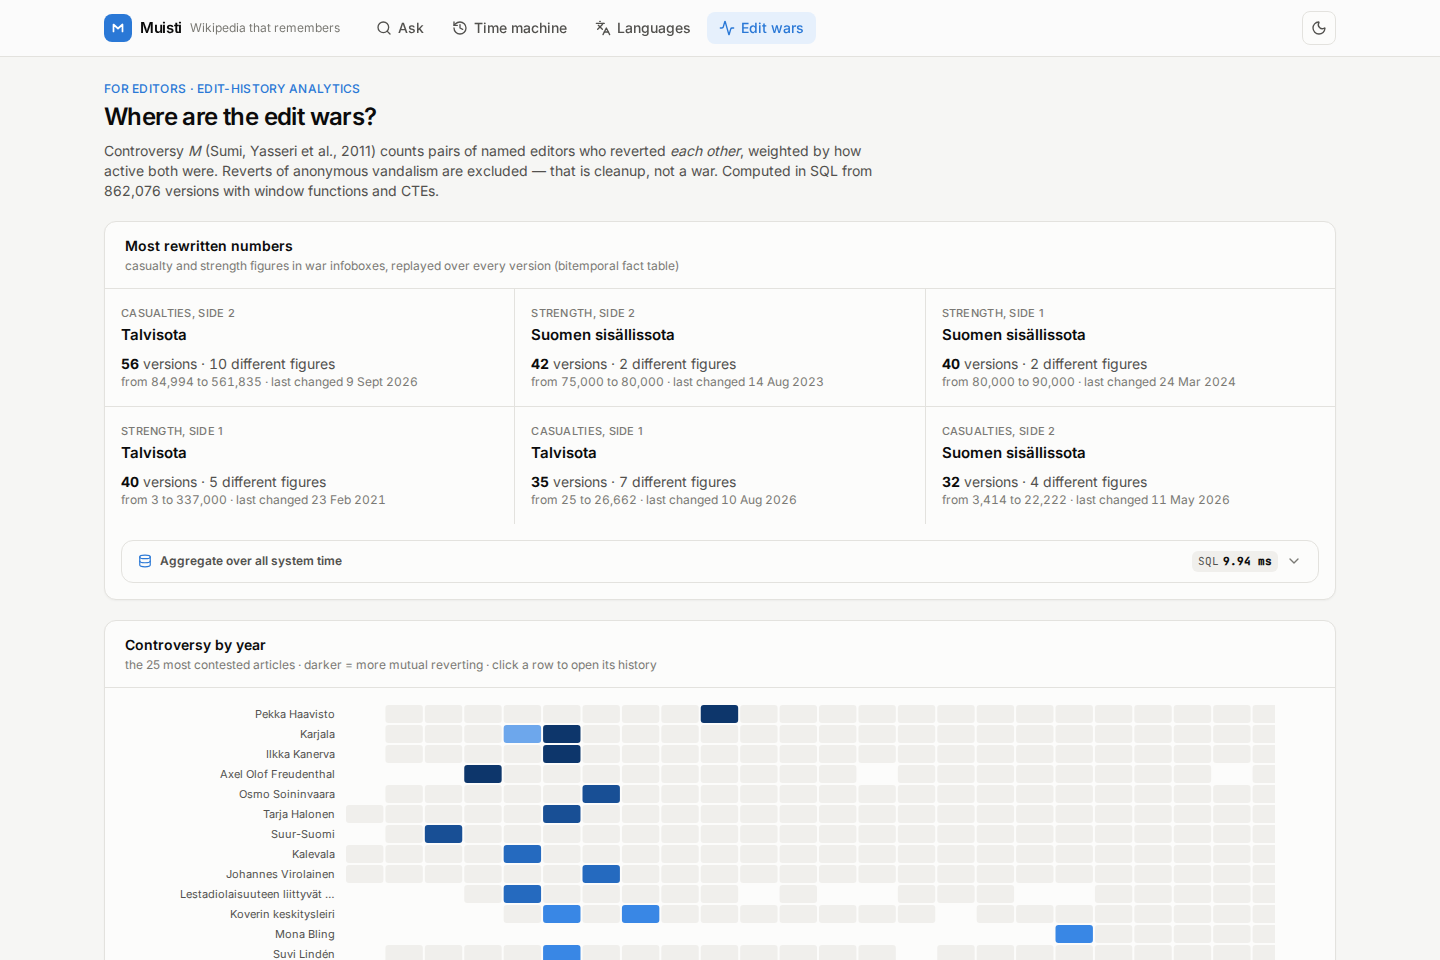 Muisti Wikipedia that remembers Ask Time machine Languages Edit wars
FOR EDITORS · EDIT-HISTORY ANALYTICS
Where are the edit wars?
Controversy M (Sumi, Yasseri et al., 2011) counts pairs of named editors who reverted each other, weighted by how
active both were. Reverts of anonymous vandalism are excluded — that is cleanup, not a war. Computed in SQL from
862,076 versions with window functions and CTEs.
Most rewritten numbers
casualty and strength figures in war infoboxes, replayed over every version (bitemporal fact table)
CASUALTIES, SIDE 2
Talvisota
56 versions · 10 different figures
from 84,994 to 561,835 · last changed 9 Sept 2026
STRENGTH, SIDE 2
Suomen sisällissota
42 versions · 2 different figures
from 75,000 to 80,000 · last changed 14 Aug 2023
STRENGTH, SIDE 1
Suomen sisällissota
40 versions · 2 different figures
from 80,000 to 90,000 · last changed 24 Mar 2024
STRENGTH, SIDE 1
Talvisota
40 versions · 5 different figures
from 3 to 337,000 · last changed 23 Feb 2021
CASUALTIES, SIDE 1
Talvisota
35 versions · 7 different figures
from 25 to 26,662 · last changed 10 Aug 2026
CASUALTIES, SIDE 2
Suomen sisällissota
32 versions · 4 different figures
from 3,414 to 22,222 · last changed 11 May 2026
Aggregate over all system time SQL 9.94 ms
Controversy by year
the 25 most contested articles · darker = more mutual reverting · click a row to open its history
Pekka Haavisto
Karjala
Ilkka Kanerva
Axel Olof Freudenthal
Osmo Soininvaara
Tarja Halonen
Suur-Suomi
Kalevala
Johannes Virolainen
Lestadiolaisuuteen liittyvät ...
Koverin keskitysleiri
Mona Bling
Suvi Lindén